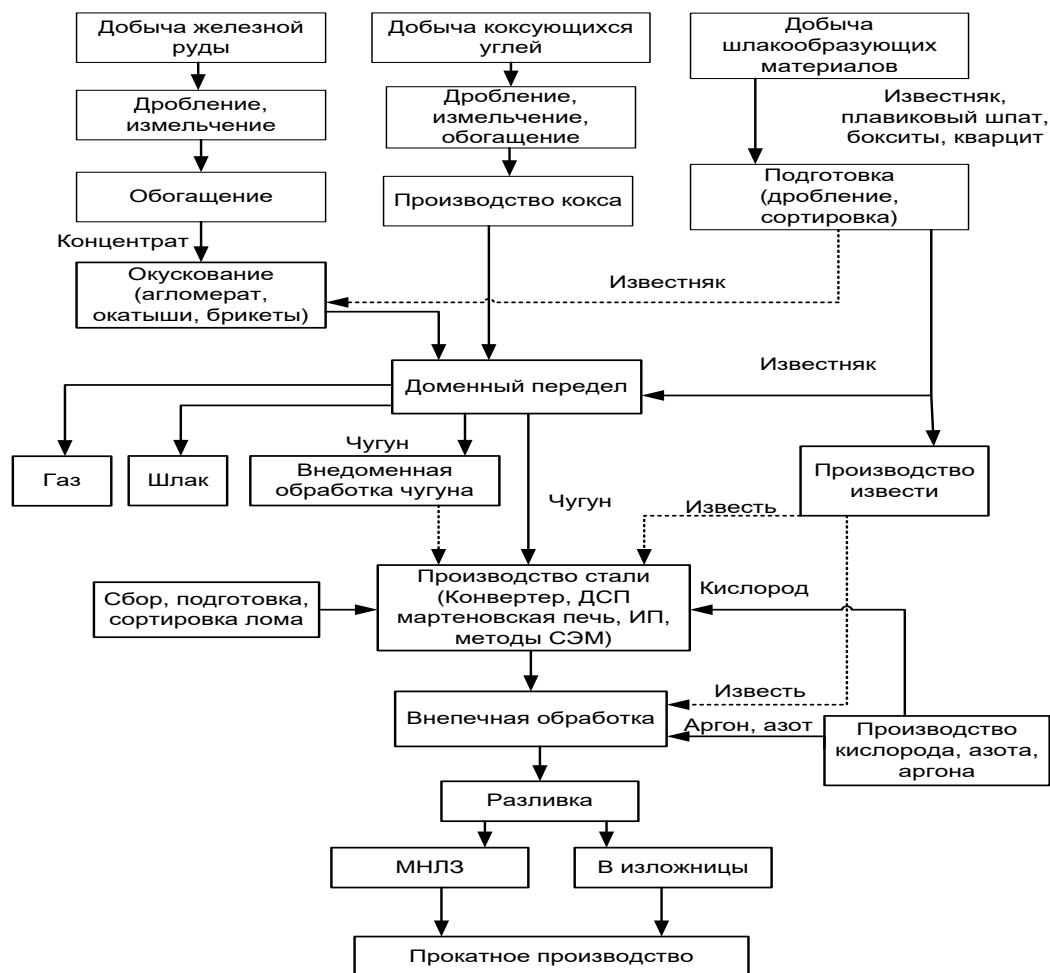 Добыча железной
руды
Добыча коксующихся
углей
Добыча
шлакообразующих
материалов
Дробление,
измельчение
Дробление,
измельчение,
обогащение
Известняк,
плавиковый шпат,
бокситы, кварцит
Обогащение
Производство кокса
Подготовка
(дробление,
сортировка)
Концентрат
Окускование
(агломерат,
окатыши, брикеты)
Известняк
Доменный передел
Известняк
Газ
Шлак
Чугун
Внедоменная
обработка чугуна
Чугун
Производство
извести
Известь
Сбор, подготовка,
сортировка лома
Производство стали
(Конвертер, ДСП
мартеновская печь, ИП,
методы СЭМ)
Кислород
Известь
Внепечная обработка
Аргон, азот
Производство
кислорода, азота,
аргона
Разливка
МНЛЗ
В изложницы
Прокатное производство